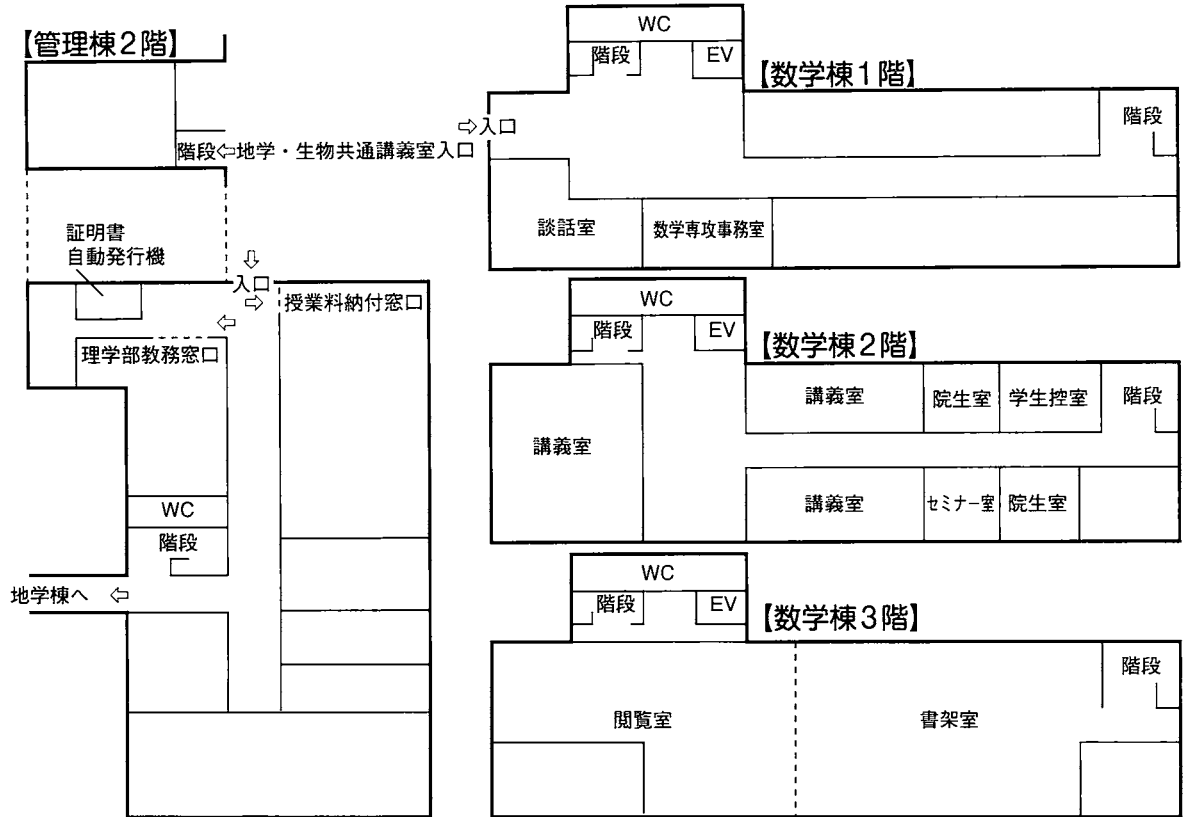 【管理棟2階】
階段⇦地学・生物共通講義室入口
証明書
自動発行機
⇩
入口
⇨
授業料納付窓口
⇦
理学部教務窓口
WC
階段
地学棟へ ⇦
【数学棟1階】
WC
階段
EV
⇨入口
階段
談話室
数学専攻事務室
【数学棟2階】
WC
階段
EV
講義室
講義室
院生室
学生控室
階段
講義室
セミナー室
院生室
【数学棟3階】
WC
階段
EV
階段
閲覧室
書架室